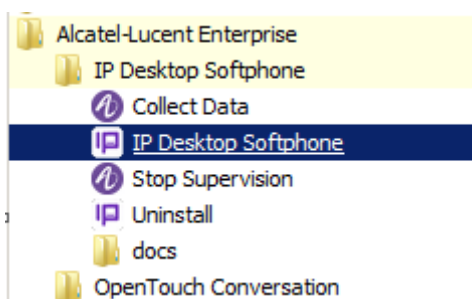 Alcatel-Lucent Enterprise
IP Desktop Softphone
Collect Data
IP Desktop Softphone
Stop Supervision
Uninstall
docs
OpenTouch Conversation